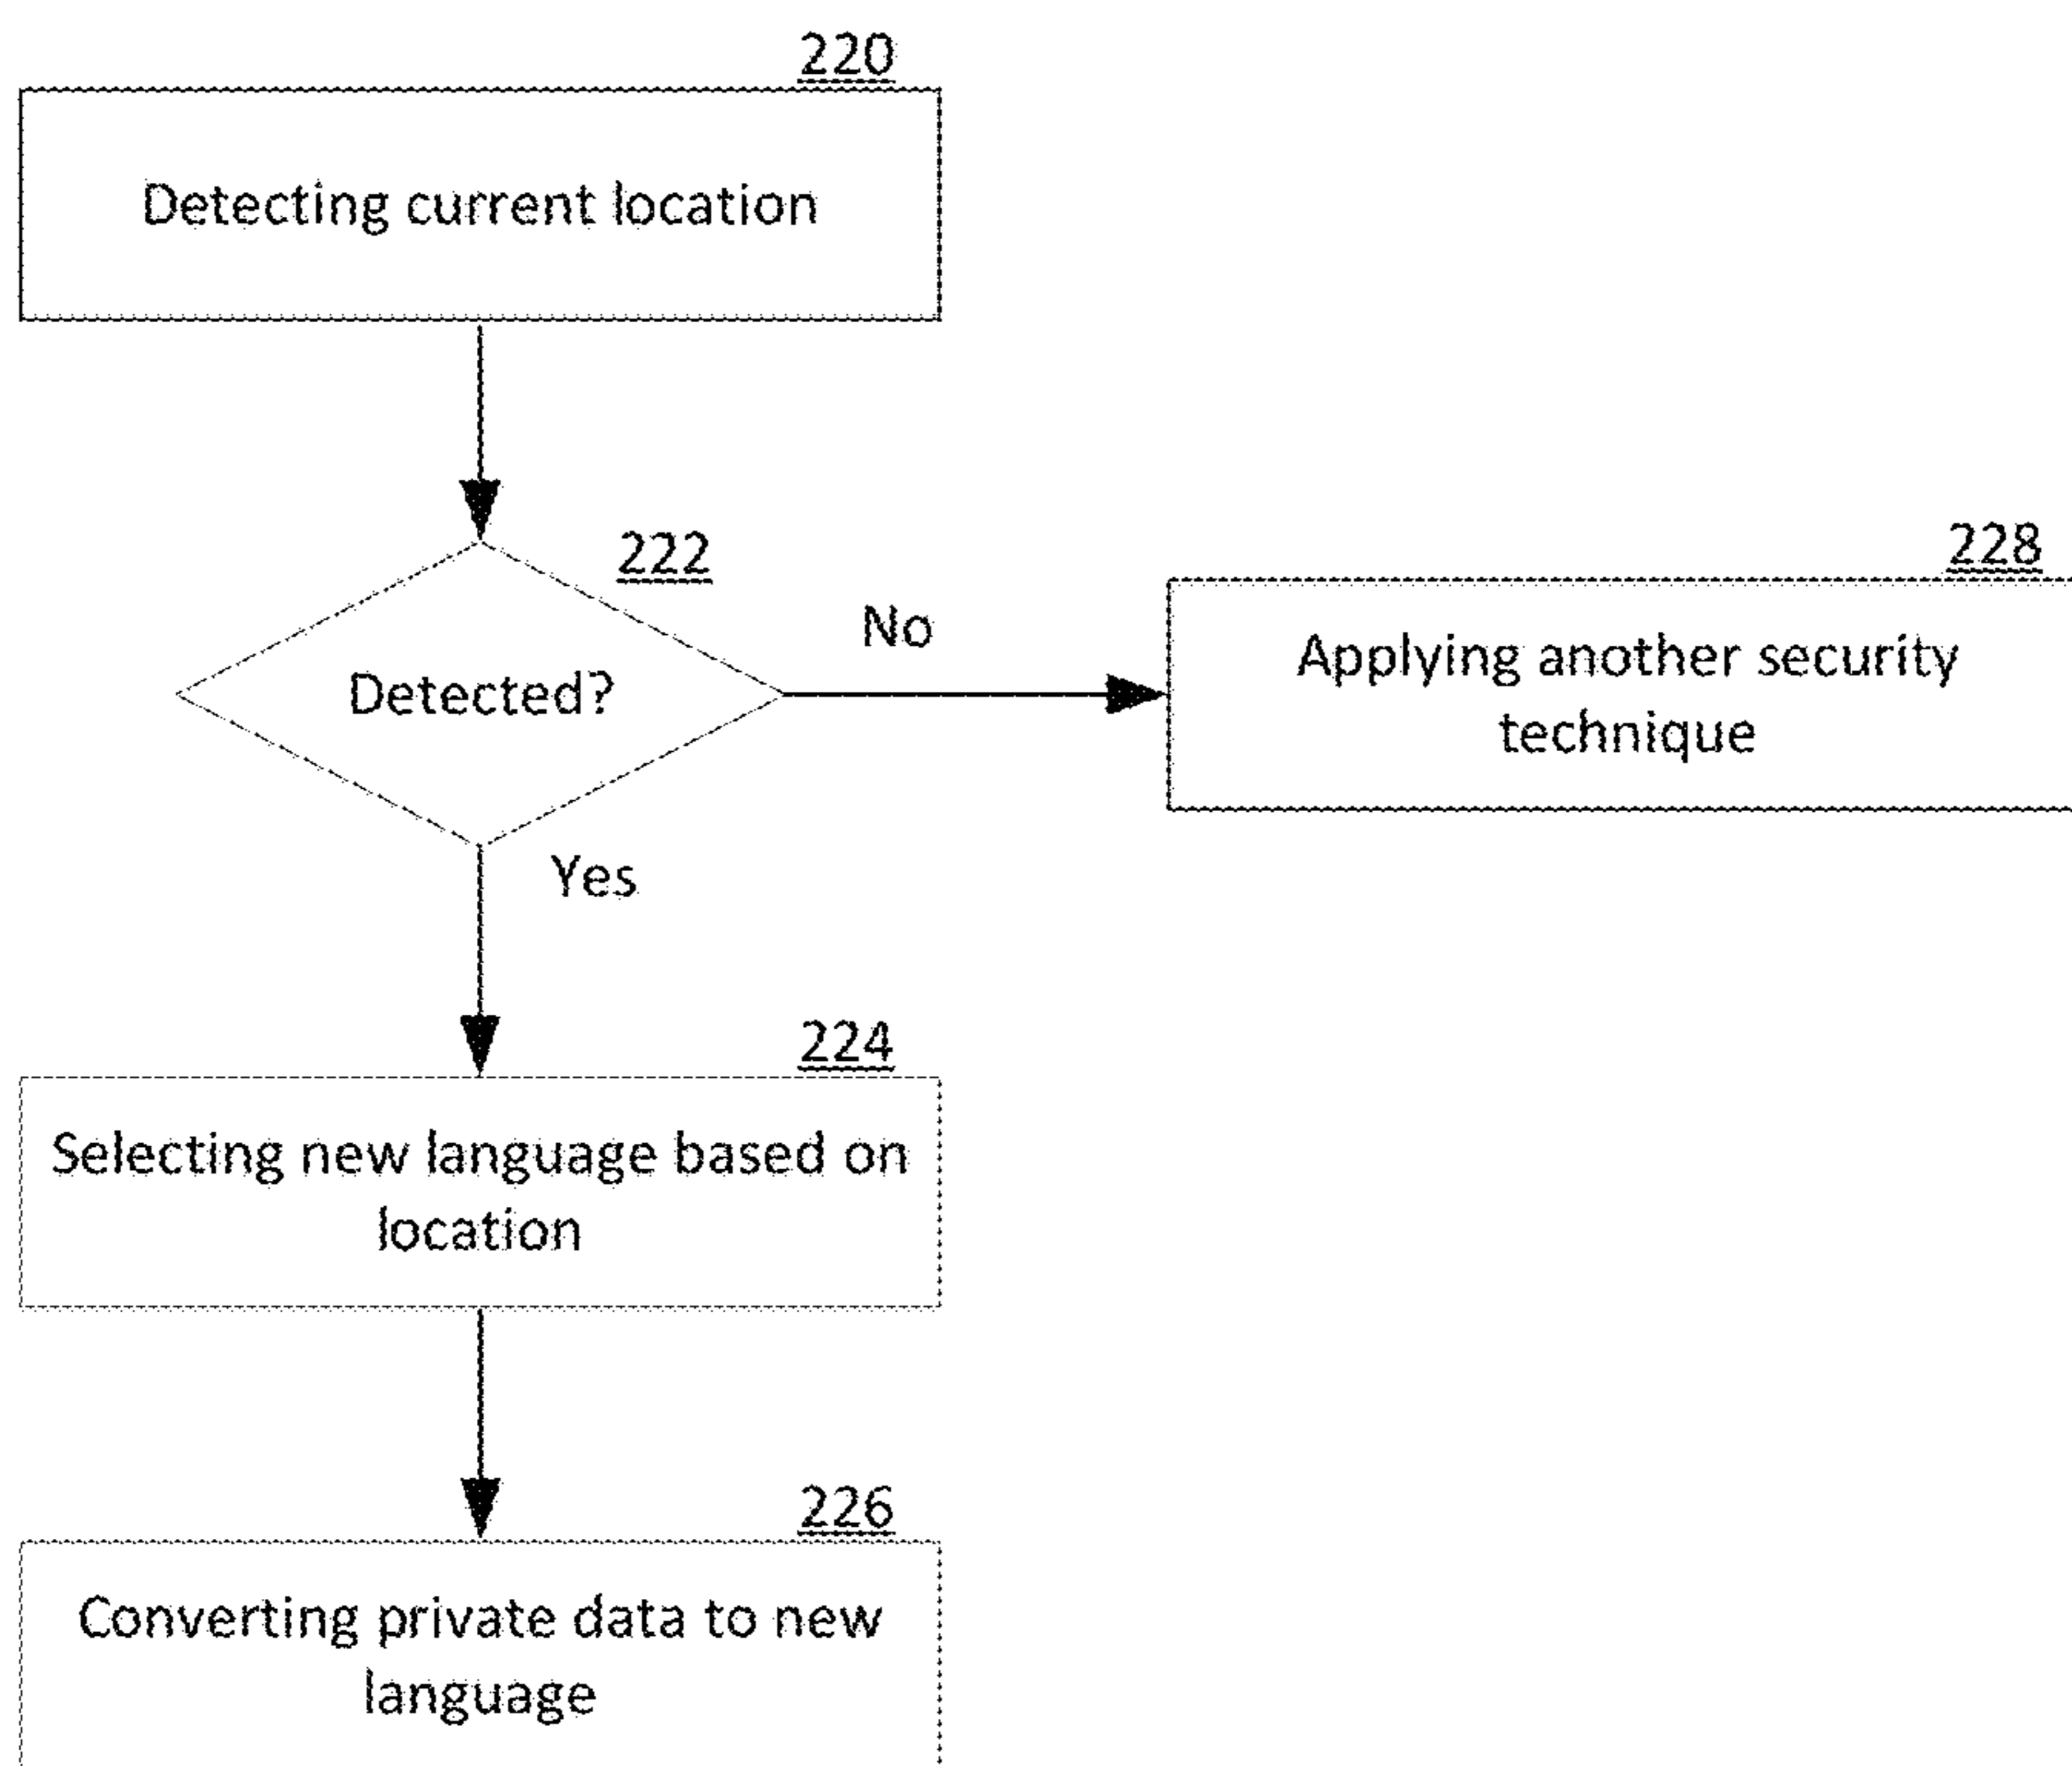 220
Detecting current location
222
Detected?
No
228
Applying another security
technique
Yes
224
Selecting new language based on
location
226
Converting private data to new
language